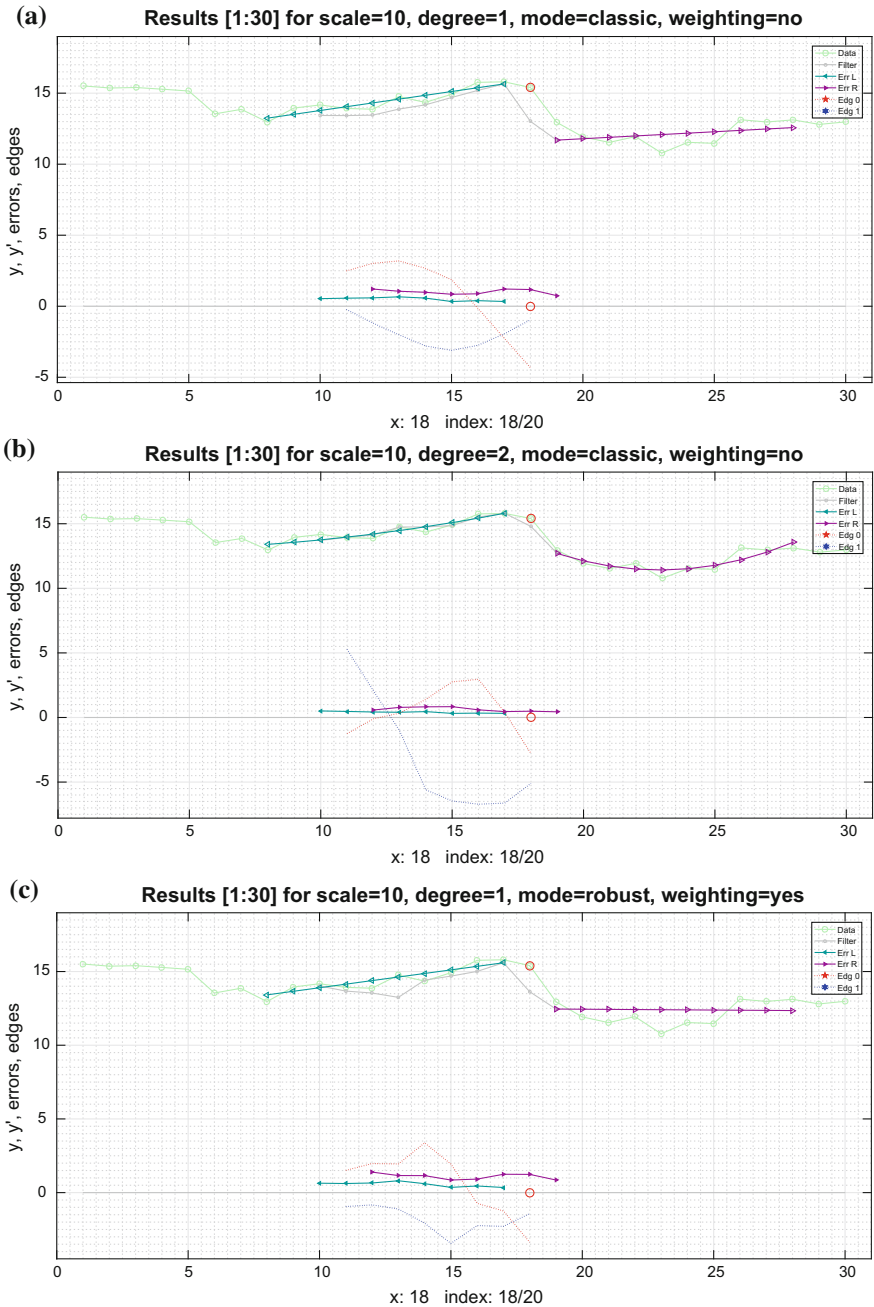 (a)
Results [1:30] for scale=10, degree=1, mode=classic, weighting=no
Data
Filter
Err L
Err R
Edg 0
Edg 1
15
10
5
0
-5
y, y', errors, edges
0 5 10 15 20 25 30
x: 18 index: 18/20
(b)
Results [1:30] for scale=10, degree=2, mode=classic, weighting=no
Data
Filter
Err L
Err R
Edg 0
Edg 1
15
10
5
0
-5
y, y', errors, edges
0 5 10 15 20 25 30
x: 18 index: 18/20
(c)
Results [1:30] for scale=10, degree=1, mode=robust, weighting=yes
Data
Filter
Err L
Err R
Edg 0
Edg 1
15
10
5
0
y, y', errors, edges
0 5 10 15 20 25 30
x: 18 index: 18/20